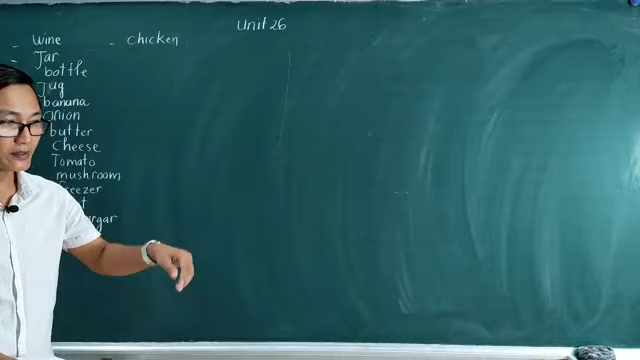 Unit 26
- Wine
- Jar
bottle
Jug
banana
onion
butter
Cheese
Tomato
mushroom
- chicken